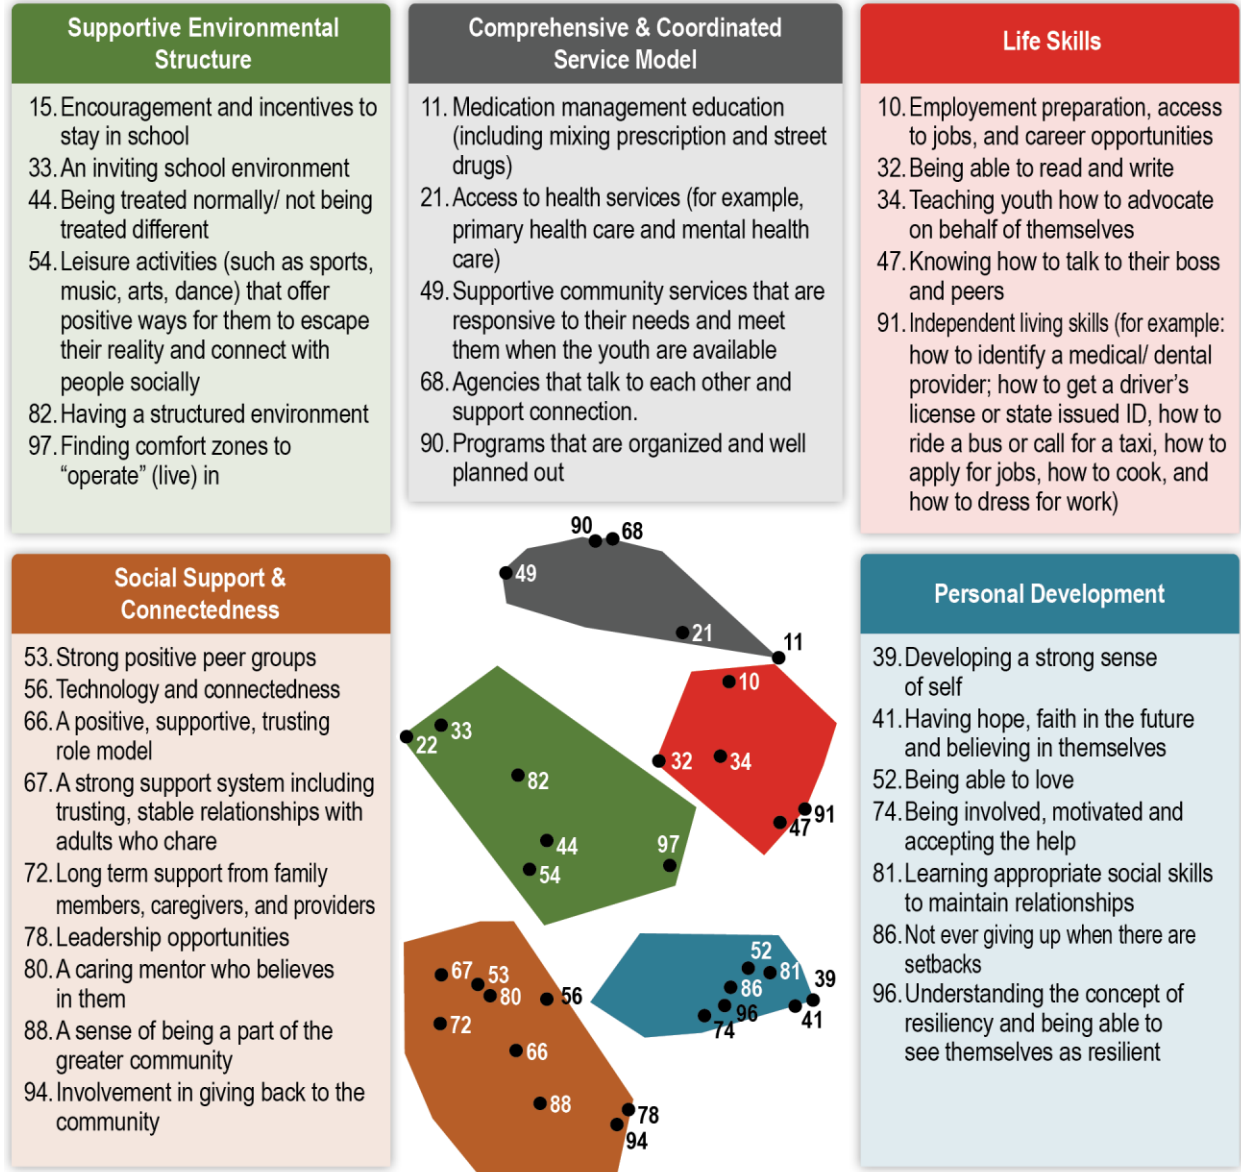 Supportive Environmental
Structure
15. Encouragement and incentives to
stay in school
33. An inviting school environment
44. Being treated normally/ not being
treated different
54. Leisure activities (such as sports,
music, arts, dance) that offer
positive ways for them to escape
their reality and connect with
people socially
82. Having a structured environment
97. Finding comfort zones to
“operate” (live) in
Comprehensive & Coordinated
Service Model
11. Medication management education
(including mixing prescription and street
drugs)
21. Access to health services (for example,
primary health care and mental health
care)
49. Supportive community services that are
responsive to their needs and meet
them when the youth are available
68. Agencies that talk to each other and
support connection.
90. Programs that are organized and well
planned out
Life Skills
10. Employement preparation, access
to jobs, and career opportunities
32. Being able to read and write
34. Teaching youth how to advocate
on behalf of themselves
47. Knowing how to talk to their boss
and peers
91. Independent living skills (for example:
how to identify a medical/ dental
provider; how to get a driver’s
license or state issued ID, how to
ride a bus or call for a taxi, how to
apply for jobs, how to cook, and
how to dress for work)
Social Support &
Connectedness
53. Strong positive peer groups
56. Technology and connectedness
66. A positive, supportive, trusting
role model
67. A strong support system including
trusting, stable relationships with
adults who chare
72. Long term support from family
members, caregivers, and providers
78. Leadership opportunities
80. A caring mentor who believes
in them
88. A sense of being a part of the
greater community
94. Involvement in giving back to the
community
90 68
49
21
11
10
33
22
32 34
82
91
47
44
97
54
52
81
39
67 53
86
80
56
96
41
72
74
66
88
78
94
Personal Development
39. Developing a strong sense
of self
41. Having hope, faith in the future
and believing in themselves
52. Being able to love
74. Being involved, motivated and
accepting the help
81. Learning appropriate social skills
to maintain relationships
86. Not ever giving up when there are
setbacks
96. Understanding the concept of
resiliency and being able to
see themselves as resilient